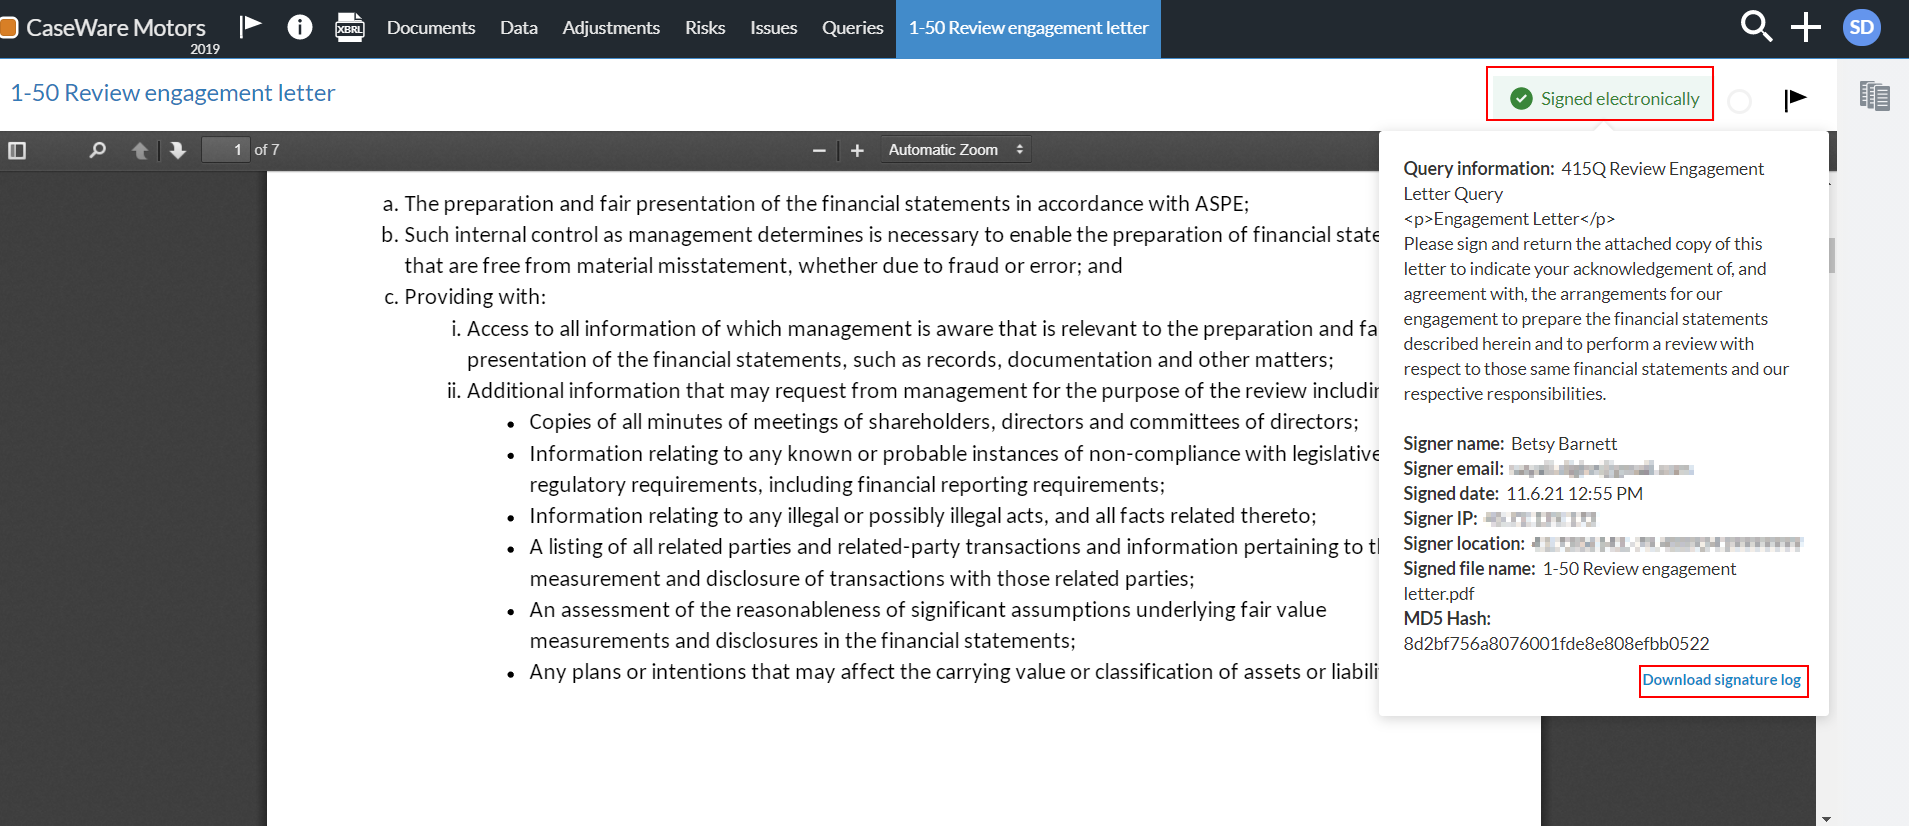 CaseWare Motors
2019
XBRL
Documents
Data
Adjustments
Risks
Issues
Queries
1-50 Review engagement letter
SD
1-50 Review engagement letter
Signed electronically
1 of 7
Automatic Zoom
a. The preparation and fair presentation of the financial statements in accordance with ASPE;
b. Such internal control as management determines is necessary to enable the preparation of financial state
that are free from material misstatement, whether due to fraud or error; and
c. Providing with:
i. Access to all information of which management is aware that is relevant to the preparation and fa
presentation of the financial statements, such as records, documentation and other matters;
ii. Additional information that may request from management for the purpose of the review includin
• Copies of all minutes of meetings of shareholders, directors and committees of directors;
• Information relating to any known or probable instances of non-compliance with legislative
regulatory requirements, including financial reporting requirements;
• Information relating to any illegal or possibly illegal acts, and all facts related thereto;
• A listing of all related parties and related-party transactions and information pertaining to t
measurement and disclosure of transactions with those related parties;
• An assessment of the reasonableness of significant assumptions underlying fair value
measurements and disclosures in the financial statements;
• Any plans or intentions that may affect the carrying value or classification of assets or liabili
Query information: 415Q Review Engagement
Letter Query
<p>Engagement Letter</p>
Please sign and return the attached copy of this
letter to indicate your acknowledgement of, and
agreement with, the arrangements for our
engagement to prepare the financial statements
described herein and to perform a review with
respect to those same financial statements and our
respective responsibilities.
Signer name: Betsy Barnett
Signer email:
Signed date: 11.6.21 12:55 PM
Signer IP:
Signer location:
Signed file name: 1-50 Review engagement
letter.pdf
MD5 Hash:
8d2bf756a8076001fde8e808efbb0522
Download signature log